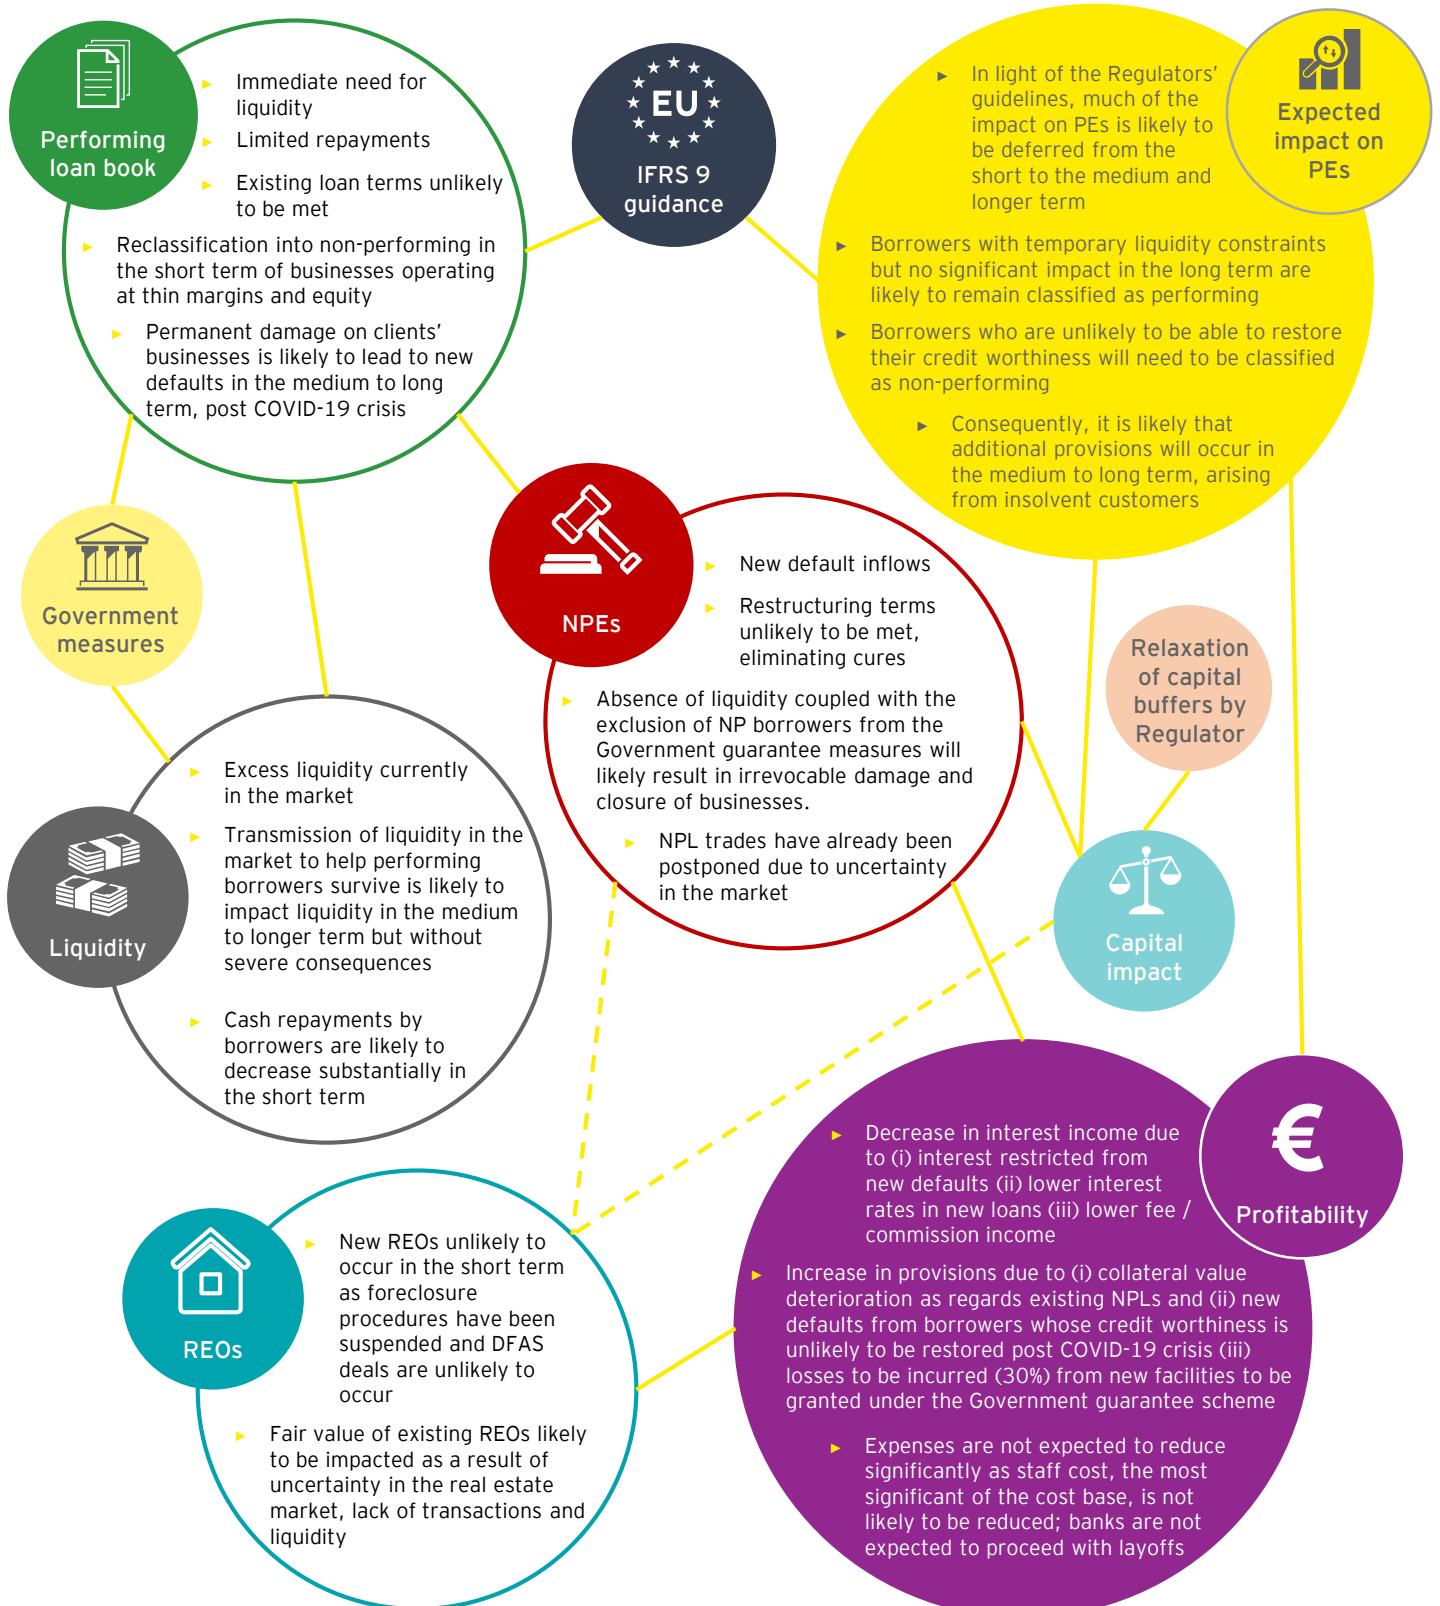 Performing
loan book
► Immediate need for
liquidity
► Limited repayments
► Existing loan terms unlikely
to be met
► Reclassification into non-performing in
the short term of businesses operating
at thin margins and equity
► Permanent damage on clients'
businesses is likely to lead to new
defaults in the medium to long
term, post COVID-19 crisis
EU
IFRS 9
guidance
Expected
impact on
PEs
► In light of the Regulators'
guidelines, much of the
impact on PEs is likely to
be deferred from the
short to the medium and
longer term
► Borrowers with temporary liquidity constraints
but no significant impact in the long term are
likely to remain classified as performing
► Borrowers who are unlikely to be able to restore
their credit worthiness will need to be classified
as non-performing
► Consequently, it is likely that
additional provisions will occur in
the medium to long term, arising
from insolvent customers
Government
measures
NPEs
► New default inflows
► Restructuring terms
unlikely to be met,
eliminating cures
► Absence of liquidity coupled with the
exclusion of NP borrowers from the
Government guarantee measures will
likely result in irrevocable damage and
closure of businesses.
► NPL trades have already been
postponed due to uncertainty
in the market
Relaxation
of capital
buffers by
Regulator
Liquidity
► Excess liquidity currently
in the market
► Transmission of liquidity in the
market to help performing
borrowers survive is likely to
impact liquidity in the medium
to longer term but without
severe consequences
► Cash repayments by
borrowers are likely to
decrease substantially in
the short term
Capital
impact
REOs
► New REOs unlikely to
occur in the short term
as foreclosure
procedures have been
suspended and DFAS
deals are unlikely to
occur
► Fair value of existing REOs likely
to be impacted as a result of
uncertainty in the real estate
market, lack of transactions and
liquidity
€
Profitability
► Decrease in interest income due
to (i) interest restricted from
new defaults (ii) lower interest
rates in new loans (iii) lower fee /
commission income
► Increase in provisions due to (i) collateral value
deterioration as regards existing NPLs and (ii) new
defaults from borrowers whose credit worthiness is
unlikely to be restored post COVID-19 crisis (iii)
losses to be incurred (30%) from new facilities to be
granted under the Government guarantee scheme
► Expenses are not expected to reduce
significantly as staff cost, the most
significant of the cost base, is not
likely to be reduced; banks are not
expected to proceed with layoffs